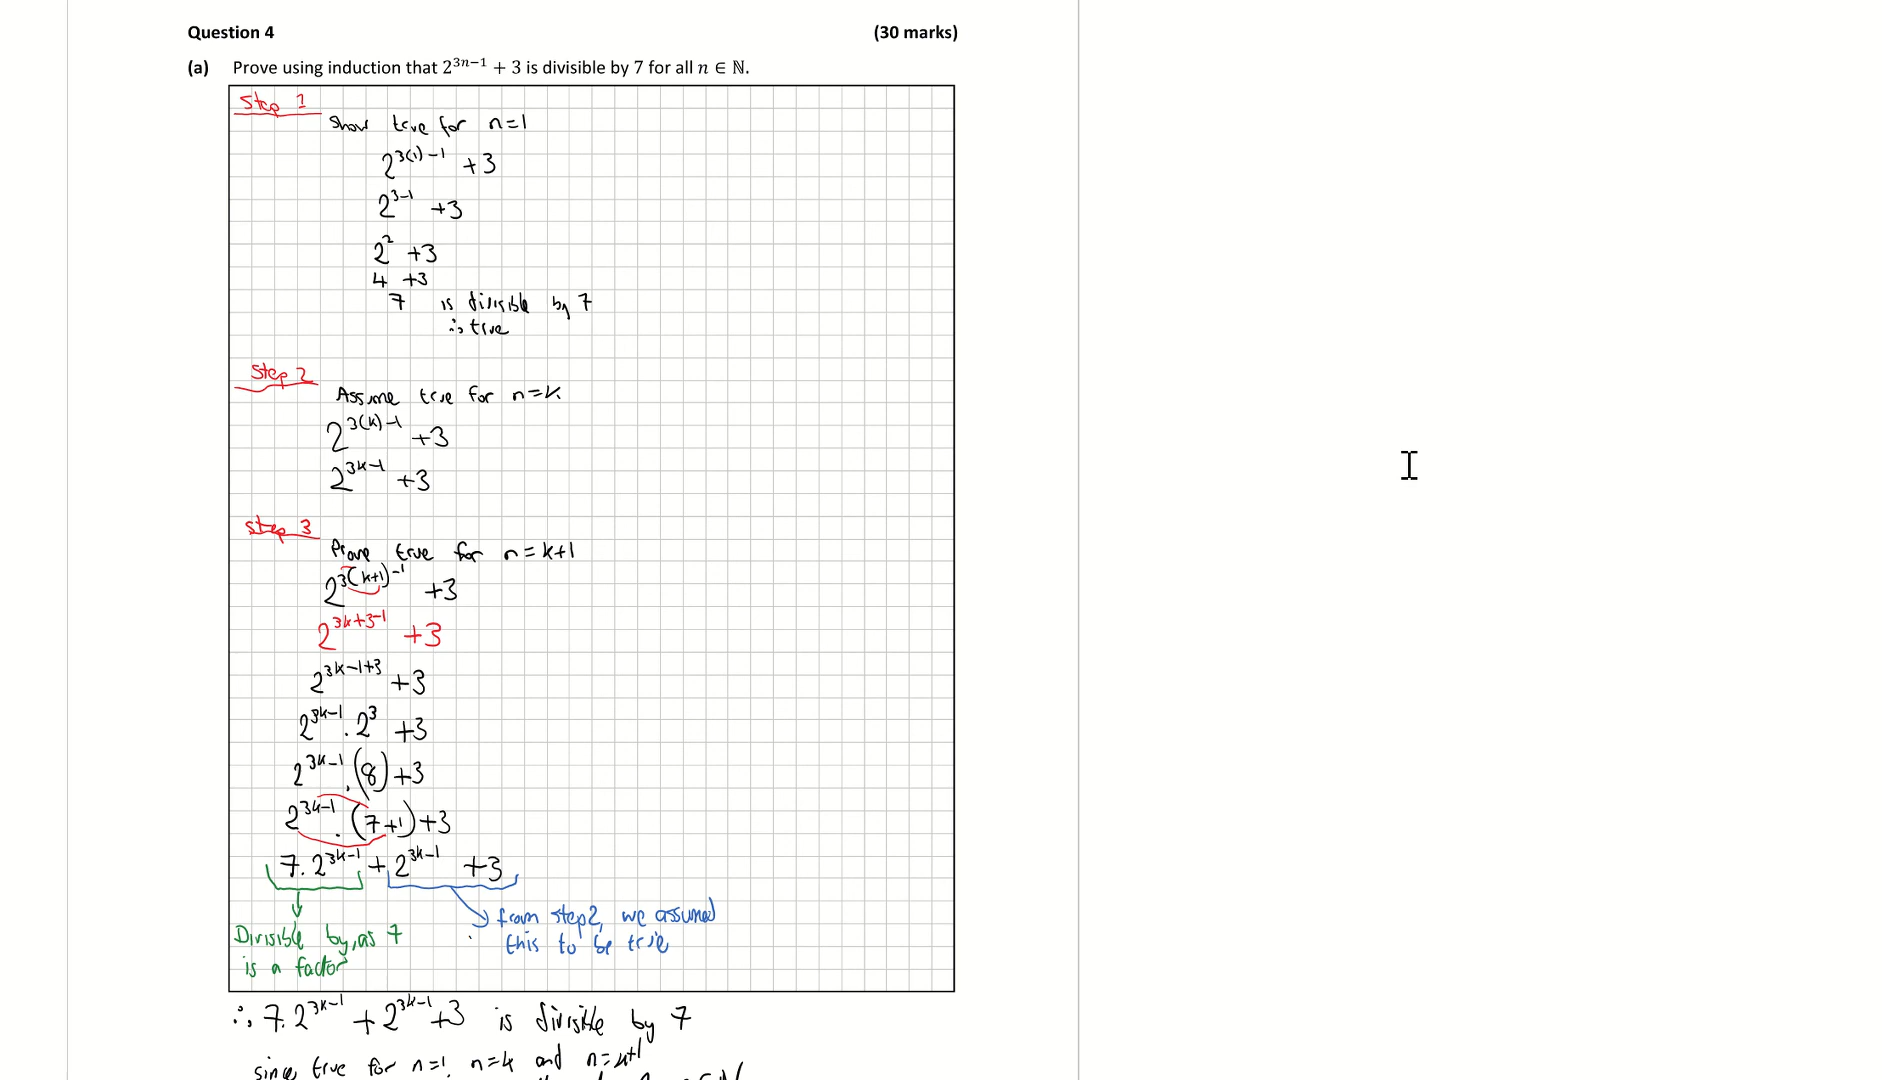 Question 4 (30 marks)
(a) Prove using induction that 2^{3n−1} + 3 is divisible by 7 for all n ∈ ℕ.
Step 1
Show true for n=1
2^{3(1)-1} +3
2^{3-1} +3
2^2 +3
4 +3
7 is divisible by 7
∴ true
Step 2
Assume true for n=k
2^{3(k)-1} +3
2^{3k-1} +3
Step 3
Prove true for n=k+1
2^{3(k+1)-1} +3
2^{3k+3-1} +3
2^{3k-1+3} +3
2^{3k-1} . 2^3 +3
2^{3k-1} . (8) +3
2^{3k-1} . (7+1) +3
7. 2^{3k-1} + 2^{3k-1} +3
from step 2, we assumed
this to be true
Divisible by, as 7
is a factor
∴ 7. 2^{3k-1} + 2^{3k-1} +3 is divisible by 7
since true for n=1, n=k and n=k+1